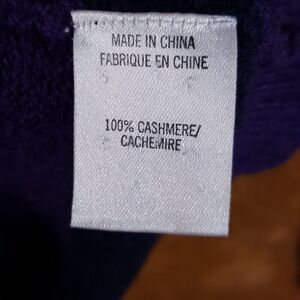 MADE IN CHINA
FABRIQUE EN CHINE
100% CASHMERE/
CACHEMIRE